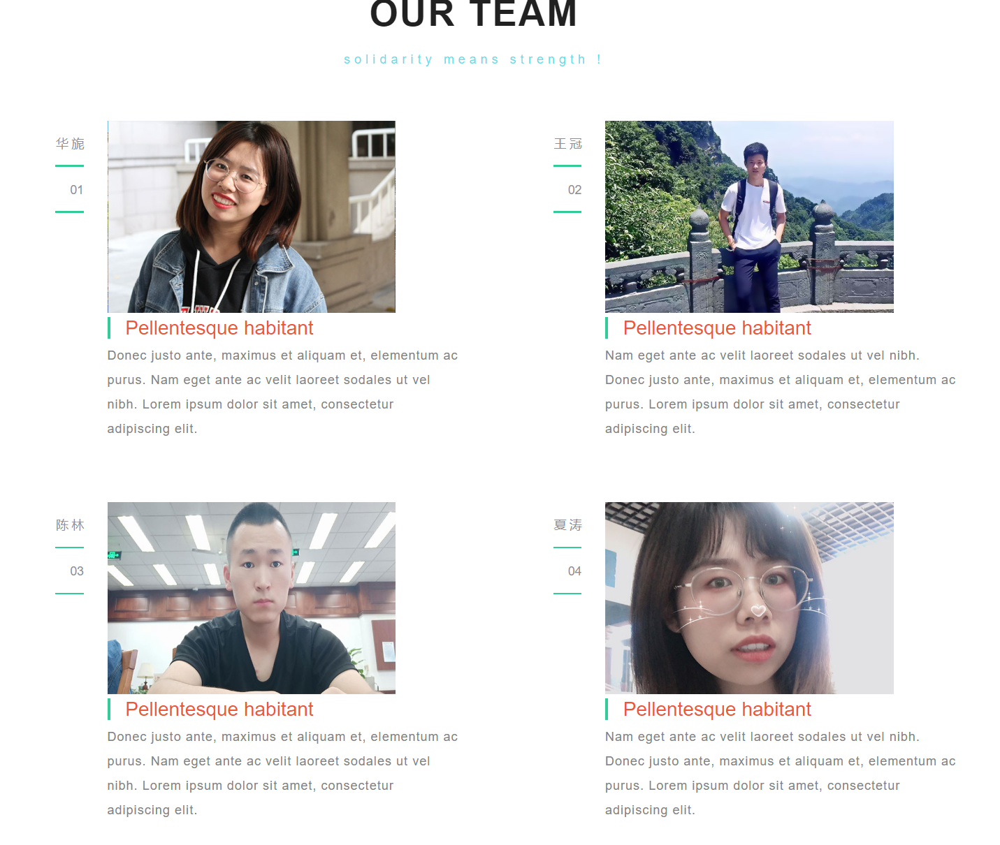 OUR TEAM
solidarity means strength !
华旎
01
Pellentesque habitant
Donec justo ante, maximus et aliquam et, elementum ac
purus. Nam eget ante ac velit laoreet sodales ut vel
nibh. Lorem ipsum dolor sit amet, consectetur
adipiscing elit.
王冠
02
Pellentesque habitant
Nam eget ante ac velit laoreet sodales ut vel nibh.
Donec justo ante, maximus et aliquam et, elementum ac
purus. Lorem ipsum dolor sit amet, consectetur
adipiscing elit.
陈林
03
Pellentesque habitant
Donec justo ante, maximus et aliquam et, elementum ac
purus. Nam eget ante ac velit laoreet sodales ut vel
nibh. Lorem ipsum dolor sit amet, consectetur
adipiscing elit.
夏涛
04
Pellentesque habitant
Nam eget ante ac velit laoreet sodales ut vel nibh.
Donec justo ante, maximus et aliquam et, elementum ac
purus. Lorem ipsum dolor sit amet, consectetur
adipiscing elit.